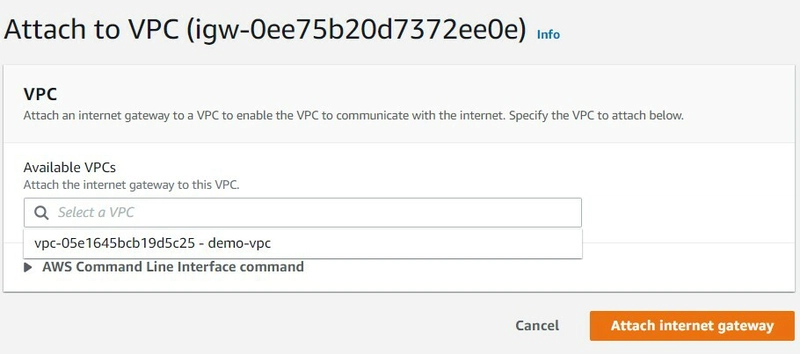 Attach to VPC (igw-0ee75b20d7372ee0e) Info
VPC
Attach an internet gateway to a VPC to enable the VPC to communicate with the internet. Specify the VPC to attach below.
Available VPCs
Attach the internet gateway to this VPC.
Select a VPC
vpc-05e1645bcb19d5c25 - demo-vpc
AWS Command Line Interface command
Cancel
Attach internet gateway